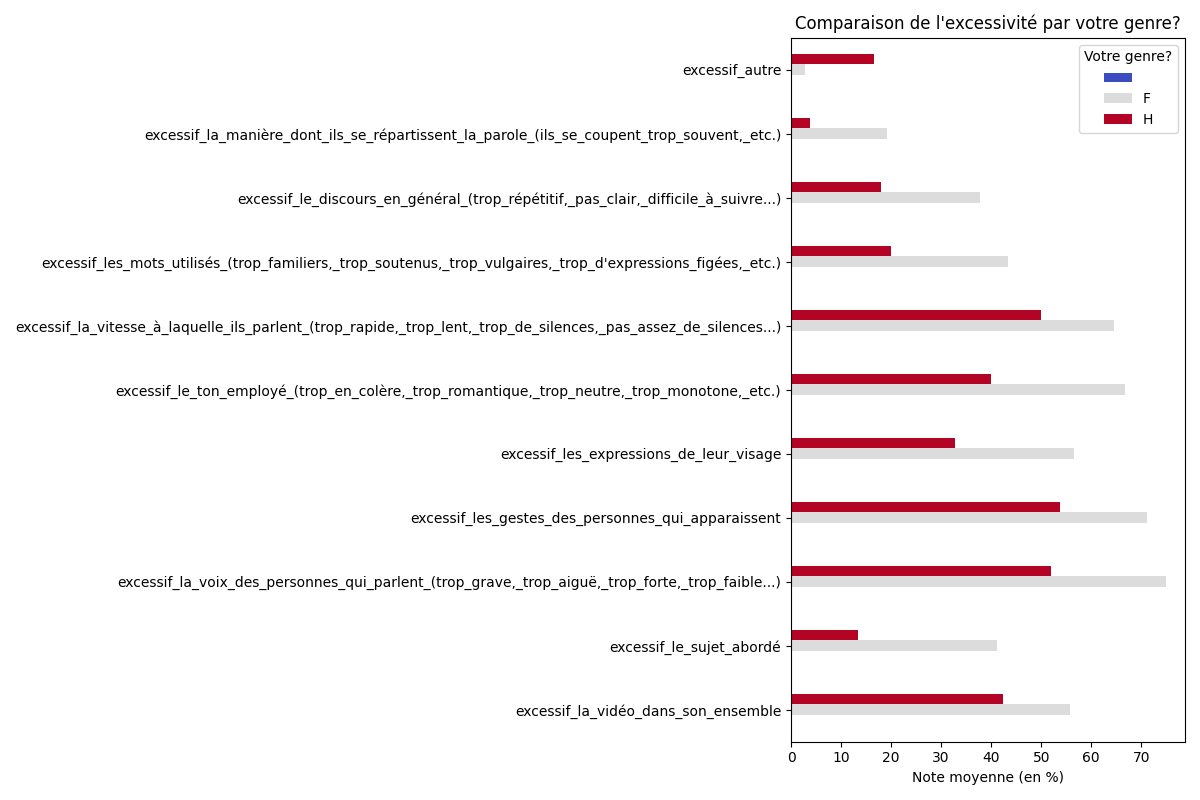 Comparaison de l'excessivité par votre genre?
Votre genre?
F
H
excessif_autre
excessif_la_manière_dont_ils_se_répartissent_la_parole_(ils_se_coupent_trop_souvent,_etc.)
excessif_le_discours_en_général_(trop_répétitif,_pas_clair,_difficile_à_suivre...)
excessif_les_mots_utilisés_(trop_familiers,_trop_soutenus,_trop_vulgaires,_trop_d'expressions_figées,_etc.)
excessif_la_vitesse_à_laquelle_ils_parlent_(trop_rapide,_trop_lent,_trop_de_silences,_pas_assez_de_silences...)
excessif_le_ton_employé_(trop_en_colère,_trop_romantique,_trop_neutre,_trop_monotone,_etc.)
excessif_les_expressions_de_leur_visage
excessif_les_gestes_des_personnes_qui_apparaissent
excessif_la_voix_des_personnes_qui_parlent_(trop_grave,_trop_aiguë,_trop_forte,_trop_faible...)
excessif_le_sujet_abordé
excessif_la_vidéo_dans_son_ensemble
0 10 20 30 40 50 60 70
Note moyenne (en %)